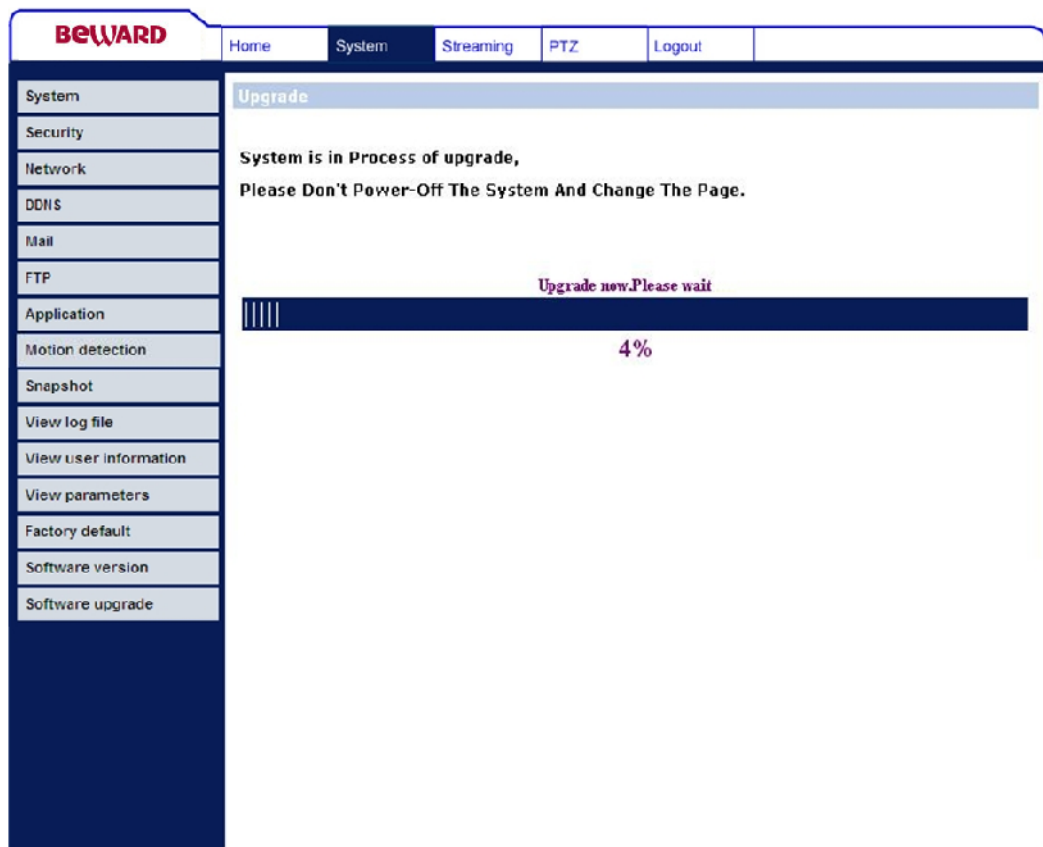 BEWARD
Home System Streaming PTZ Logout
System
Security
Network
DDNS
Mail
FTP
Application
Motion detection
Snapshot
View log file
View user information
View parameters
Factory default
Software version
Software upgrade
Upgrade
System is in Process of upgrade,
Please Don't Power-Off The System And Change The Page.
Upgrade now.Please wait
4%